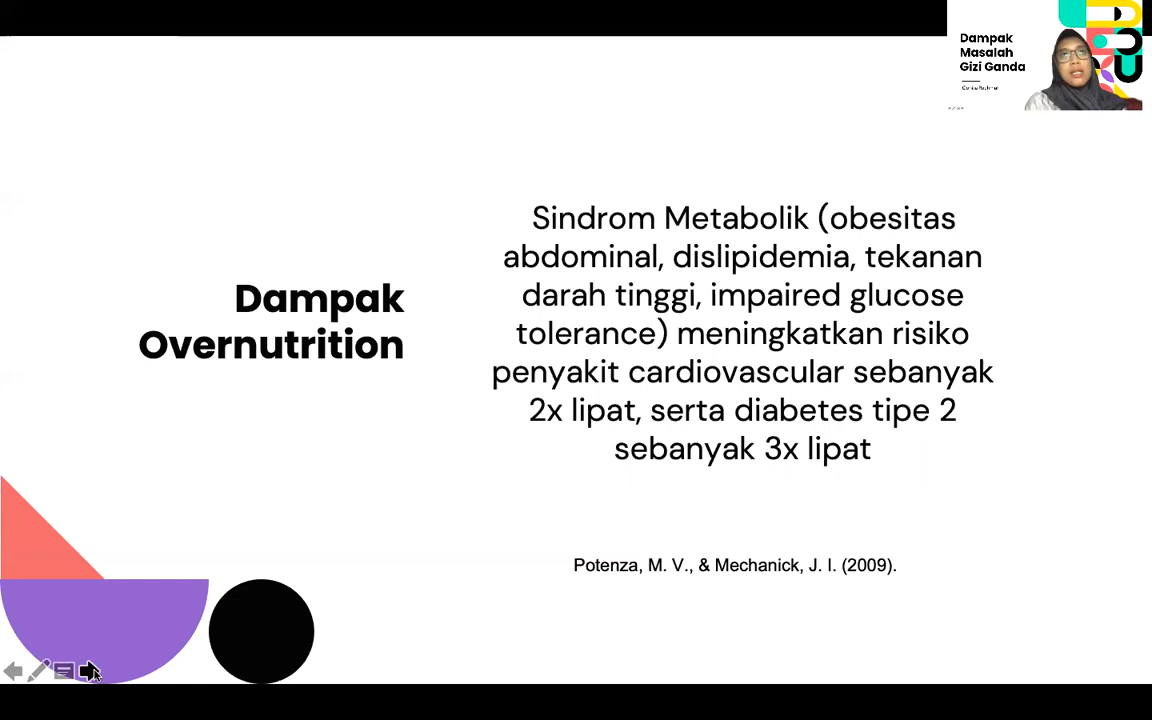 Dampak
Masalah
Gizi Ganda
Dampak
Overnutrition
Sindrom Metabolik (obesitas
abdominal, dislipidemia, tekanan
darah tinggi, impaired glucose
tolerance) meningkatkan risiko
penyakit cardiovascular sebanyak
2x lipat, serta diabetes tipe 2
sebanyak 3x lipat
Potenza, M. V., & Mechanick, J. I. (2009).